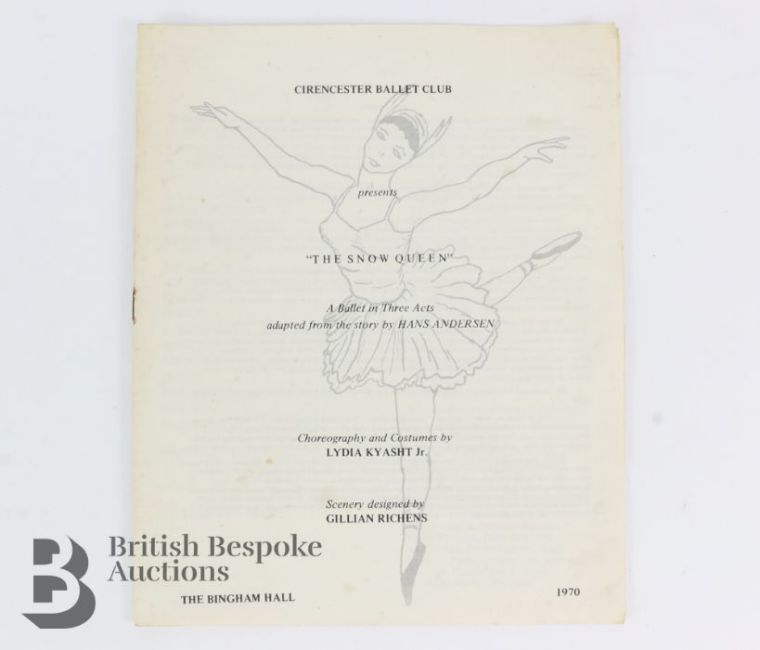 CIRENCESTER BALLET CLUB
presents
"THE SNOW QUEEN"
A Ballet in Three Acts
adapted from the story by HANS ANDERSEN
Choreography and Costumes by
LYDIA KYASHT Jr.
Scenery designed by
GILLIAN RICHENS
British Bespoke
Auctions
THE BINGHAM HALL
1970